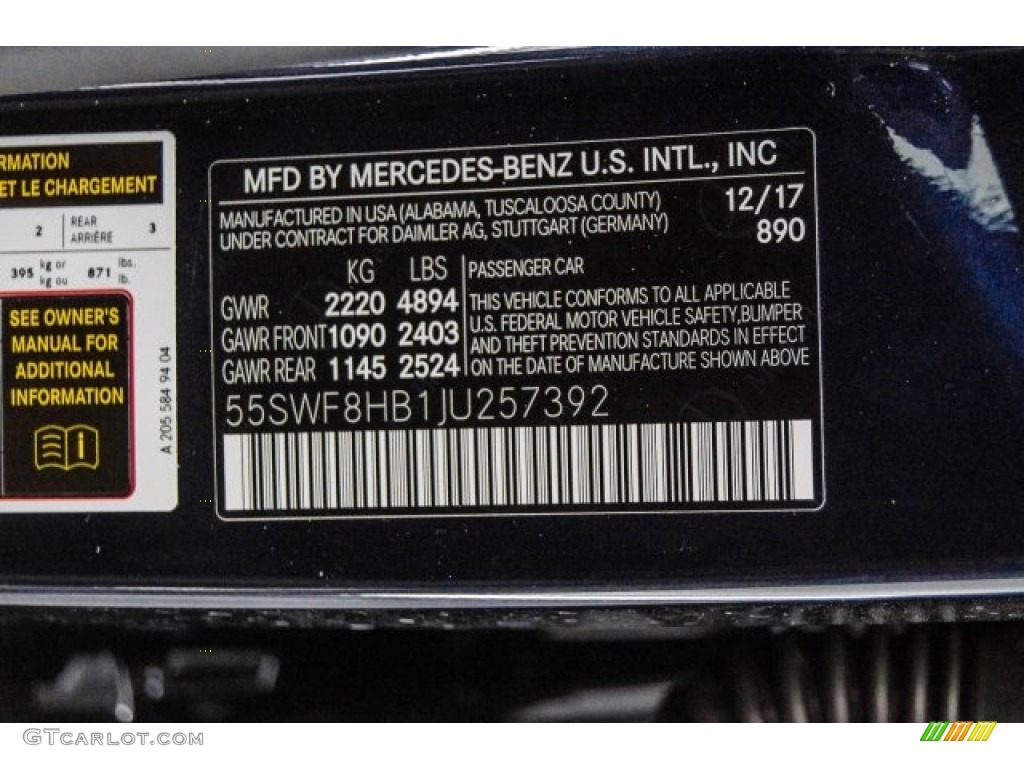 RMATION
ET LE CHARGEMENT
2 REAR ARRIÈRE 3
395 kg or kg ou 871 lbs. lb.
SEE OWNER'S
MANUAL FOR
ADDITIONAL
INFORMATION
A 205 584 94 04
MFD BY MERCEDES-BENZ U.S. INTL., INC
MANUFACTURED IN USA (ALABAMA, TUSCALOOSA COUNTY) 12/17
UNDER CONTRACT FOR DAIMLER AG, STUTTGART (GERMANY) 890
KG LBS
GVWR 2220 4894
GAWR FRONT 1090 2403
GAWR REAR 1145 2524
PASSENGER CAR
THIS VEHICLE CONFORMS TO ALL APPLICABLE
U.S. FEDERAL MOTOR VEHICLE SAFETY, BUMPER
AND THEFT PREVENTION STANDARDS IN EFFECT
ON THE DATE OF MANUFACTURE SHOWN ABOVE
55SWF8HB1JU257392
GTcarlot.com